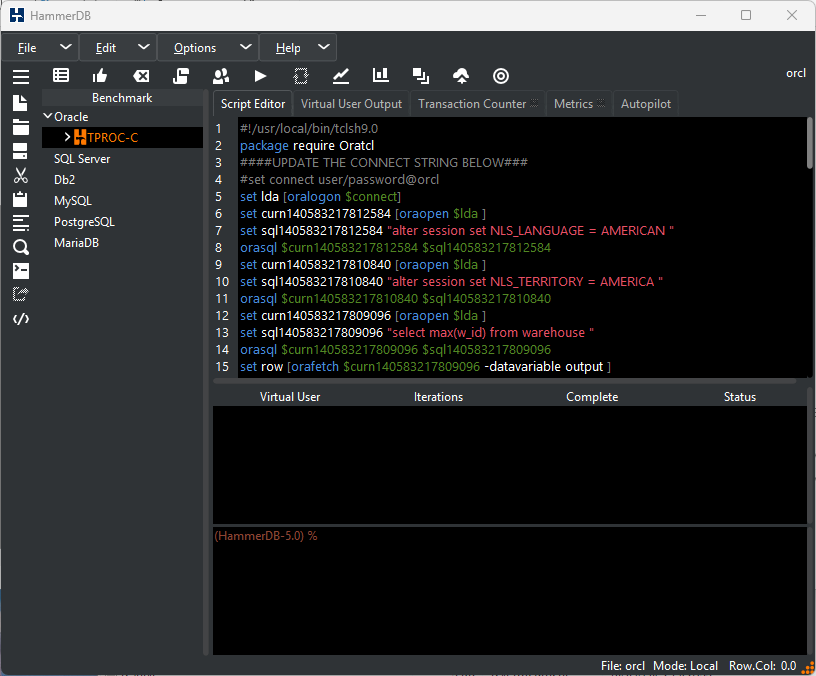 HammerDB
File Edit Options Help
orcl
Benchmark
Oracle
TPROC-C
SQL Server
Db2
MySQL
PostgreSQL
MariaDB
Script Editor Virtual User Output Transaction Counter Metrics Autopilot
1 #!/usr/local/bin/tclsh9.0
2 package require Oratcl
3 ####UPDATE THE CONNECT STRING BELOW###
4 #set connect user/password@orcl
5 set lda [oralogon $connect]
6 set curn140583217812584 [oraopen $lda ]
7 set sql140583217812584 "alter session set NLS_LANGUAGE = AMERICAN "
8 orasql $curn140583217812584 $sql140583217812584
9 set curn140583217810840 [oraopen $lda ]
10 set sql140583217810840 "alter session set NLS_TERRITORY = AMERICA "
11 orasql $curn140583217810840 $sql140583217810840
12 set curn140583217809096 [oraopen $lda ]
13 set sql140583217809096 "select max(w_id) from warehouse "
14 orasql $curn140583217809096 $sql140583217809096
15 set row [orafetch $curn140583217809096 -datavariable output ]
Virtual User Iterations Complete Status
(HammerDB-5.0) %
File: orcl Mode: Local Row.Col: 0.0